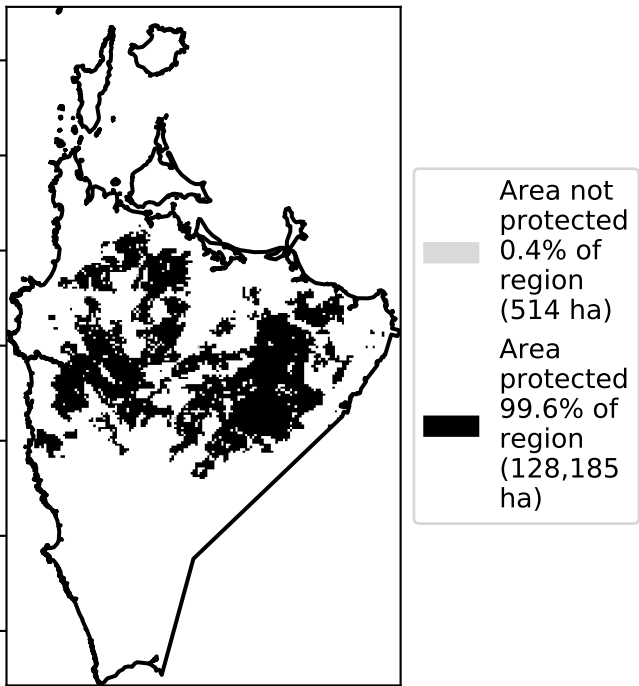 Area not
protected
0.4% of
region
(514 ha)
Area
protected
99.6% of
region
(128,185
ha)